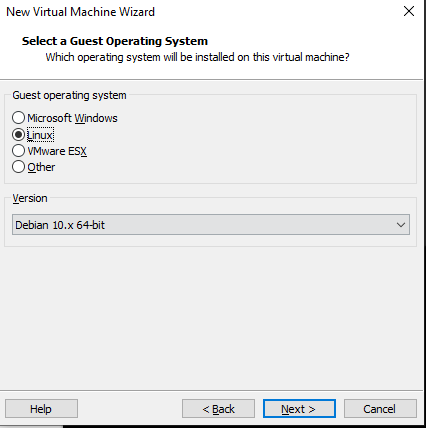 New Virtual Machine Wizard
Select a Guest Operating System
Which operating system will be installed on this virtual machine?
Guest operating system
Microsoft Windows
Linux
VMware ESX
Other
Version
Debian 10.x 64-bit
Help
< Back
Next >
Cancel